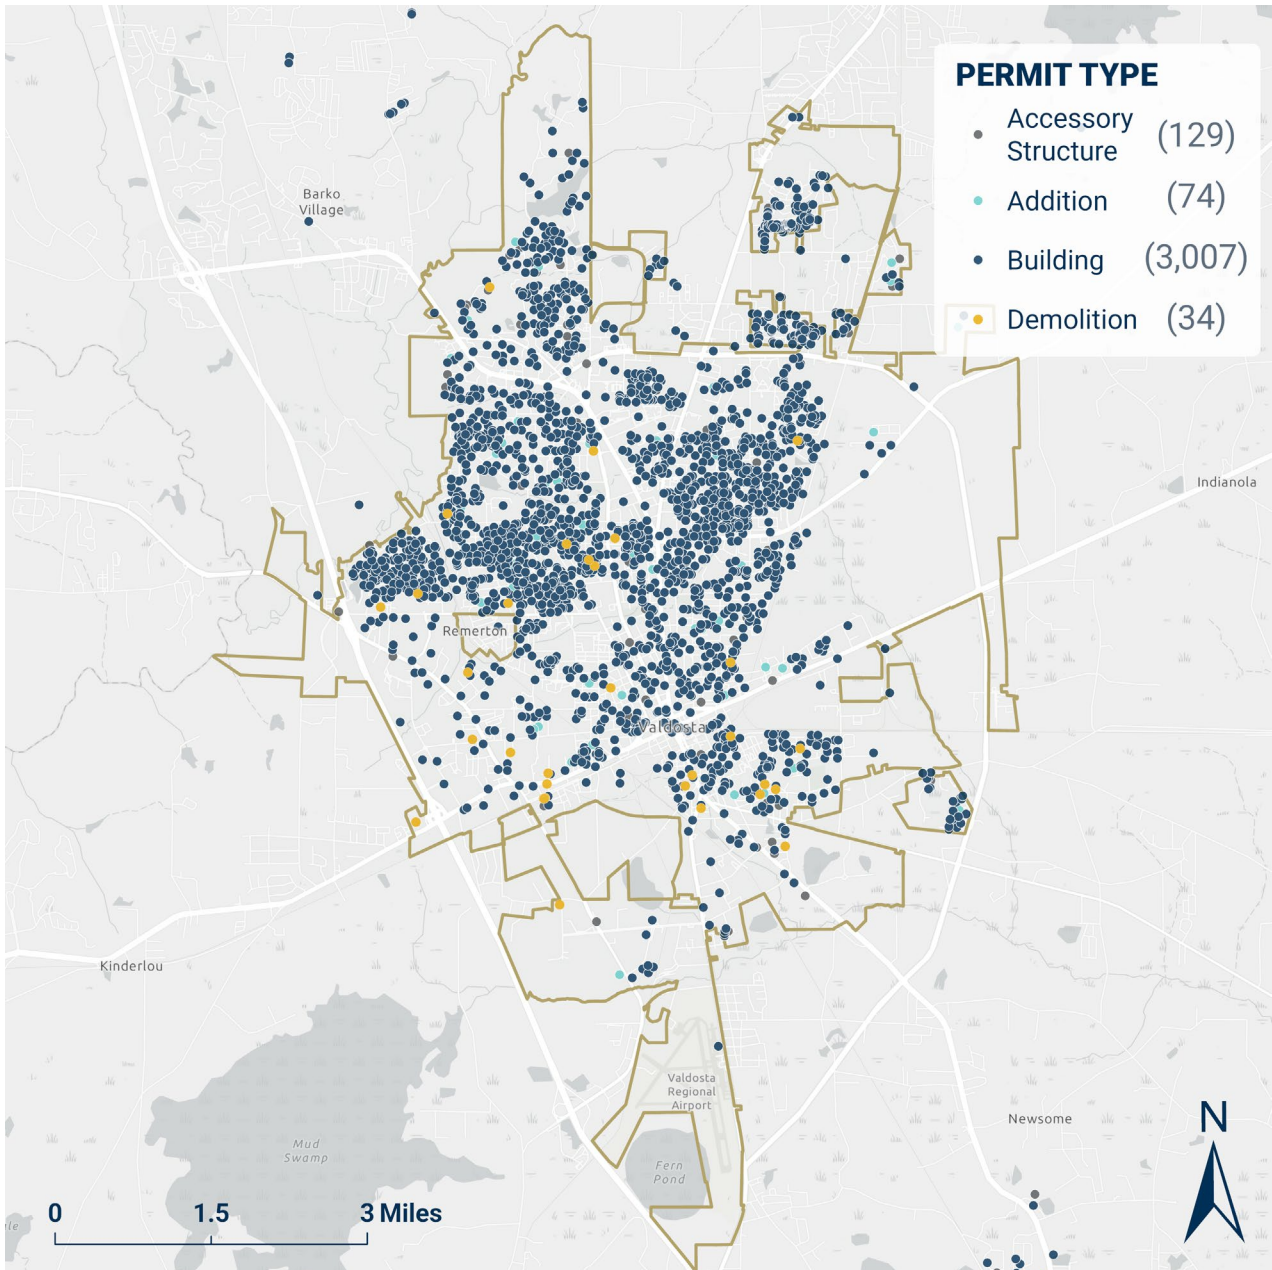 PERMIT TYPE
Accessory
Structure (129)
Addition (74)
Building (3,007)
Demolition (34)
Barko
Village
Indianola
Remerton
Valdosta
Kinderlou
Valdosta
Regional
Airport
Newsome
Mud
Swamp
Fern
Pond
N
0 1.5 3 Miles